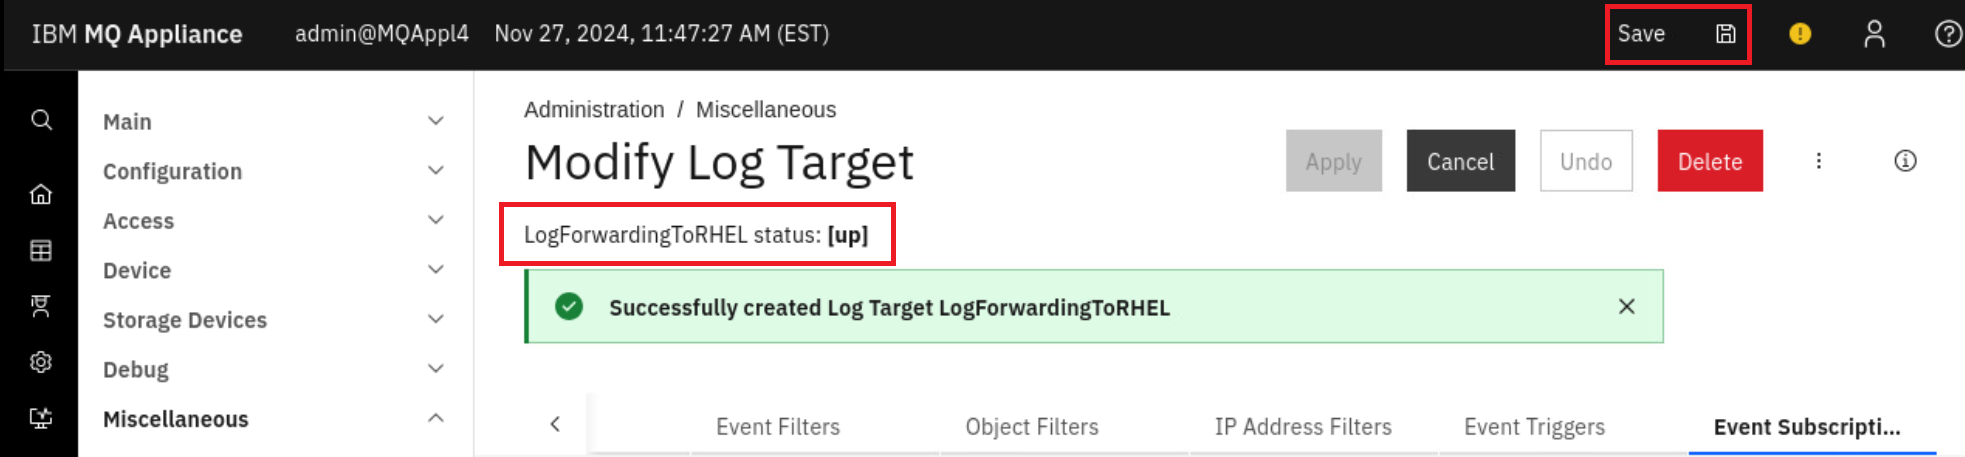 IBM MQ Appliance admin@MQAppl4 Nov 27, 2024, 11:47:27 AM (EST) Save
Main
Configuration
Access
Device
Storage Devices
Debug
Miscellaneous
Administration / Miscellaneous
Modify Log Target
Apply Cancel Undo Delete
LogForwardingToRHEL status: [up]
Successfully created Log Target LogForwardingToRHEL
Event Filters Object Filters IP Address Filters Event Triggers Event Subscripti...